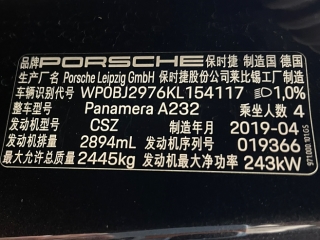 品牌 PORSCHE 保时捷 制造国 德国
生产厂名 Porsche Leipzig GmbH 保时捷股份公司莱比锡工厂制造
车辆识别代号 WP0BJ2976KL154117 1,0%
整车型号 Panamera A232 乘坐人数 4
发动机型号 CSZ 制造年月 2019-04
发动机排量 2894mL 发动机序列号 019366
最大允许总质量 2445kg 发动机最大净功率 243kW